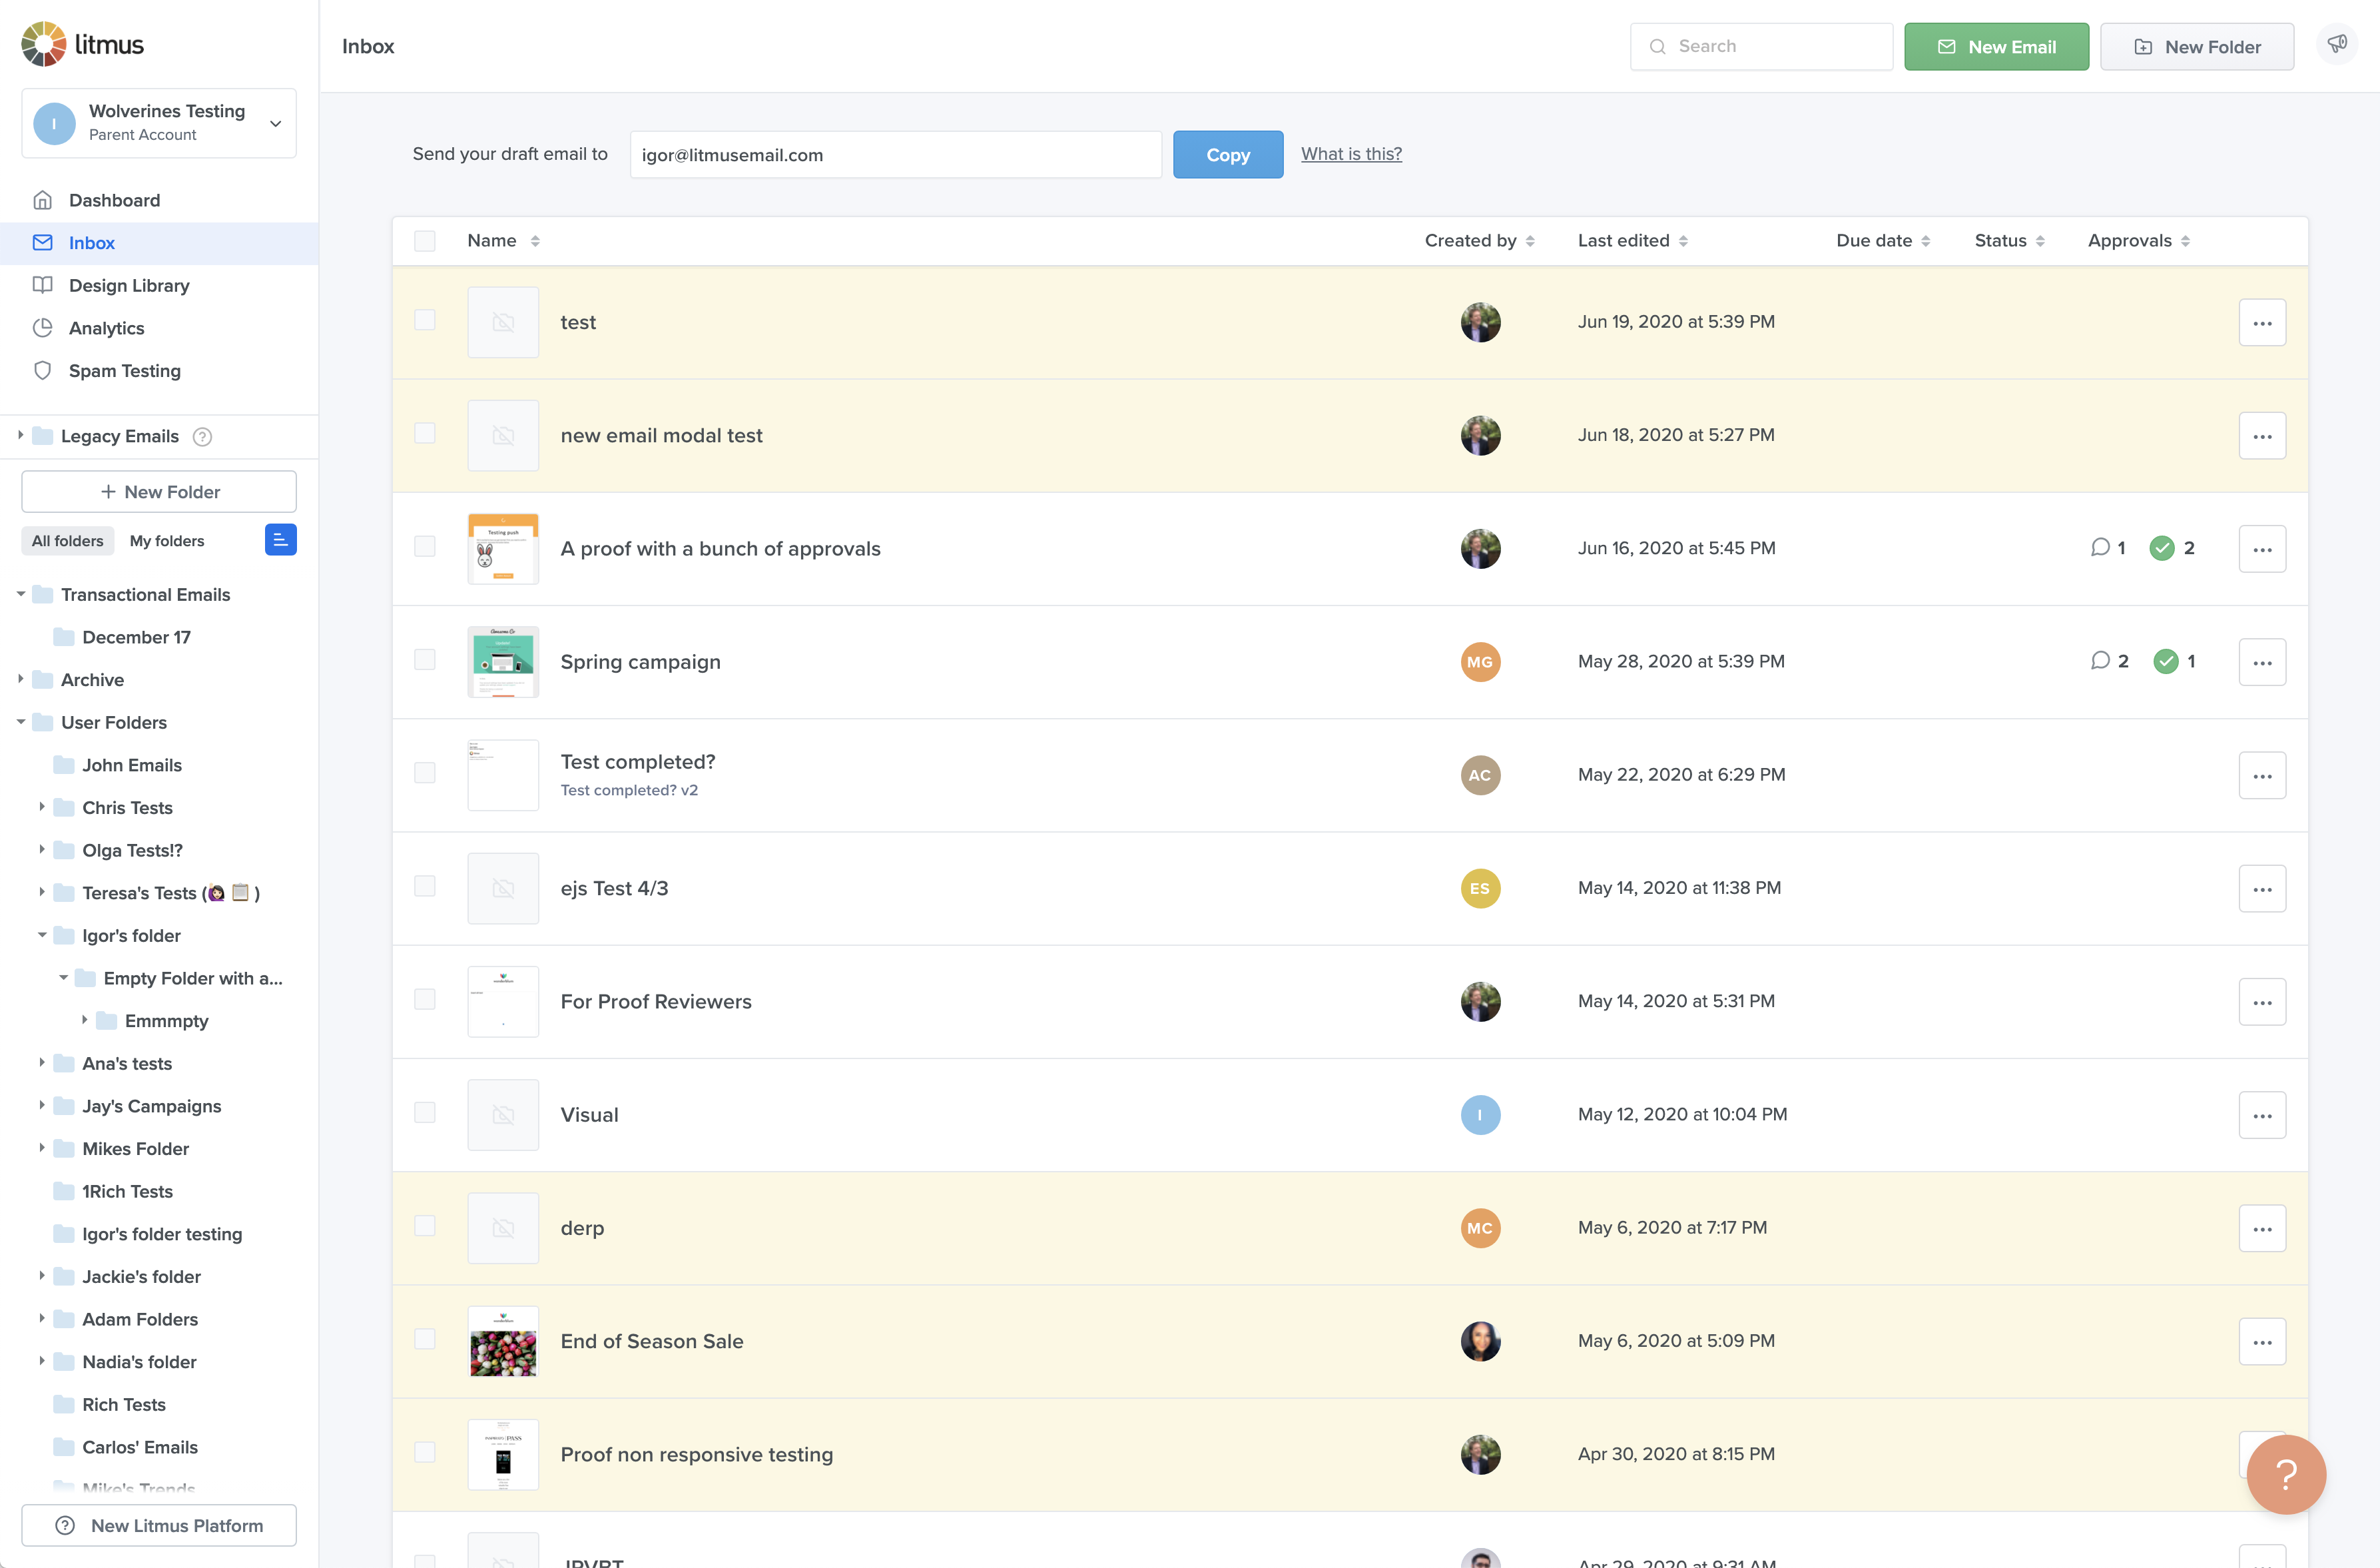 litmus
I
Wolverines Testing
Parent Account
Dashboard
Inbox
Design Library
Analytics
Spam Testing
Legacy Emails ?
+ New Folder
All folders My folders
Transactional Emails
December 17
Archive
User Folders
John Emails
Chris Tests
Olga Tests!?
Teresa's Tests (🙋🏻‍♀️ 📋 )
Igor's folder
Empty Folder with a...
Emmmpty
Ana's tests
Jay's Campaigns
Mikes Folder
1Rich Tests
Igor's folder testing
Jackie's folder
Adam Folders
Nadia's folder
Rich Tests
Carlos' Emails
Mike's Trends
? New Litmus Platform
Inbox
Search
New Email
New Folder
Send your draft email to igor@litmusemail.com Copy What is this?
Name Created by Last edited Due date Status Approvals
test Jun 19, 2020 at 5:39 PM
new email modal test Jun 18, 2020 at 5:27 PM
Testing push
A proof with a bunch of approvals Jun 16, 2020 at 5:45 PM 1 2
Spring campaign MG May 28, 2020 at 5:39 PM 2 1
Test completed? AC May 22, 2020 at 6:29 PM
Test completed? v2
ejs Test 4/3 ES May 14, 2020 at 11:38 PM
For Proof Reviewers May 14, 2020 at 5:31 PM
Visual I May 12, 2020 at 10:04 PM
derp MC May 6, 2020 at 7:17 PM
End of Season Sale May 6, 2020 at 5:09 PM
Proof non responsive testing Apr 30, 2020 at 8:15 PM
?
Apr 29, 2020 at 9:31 AM